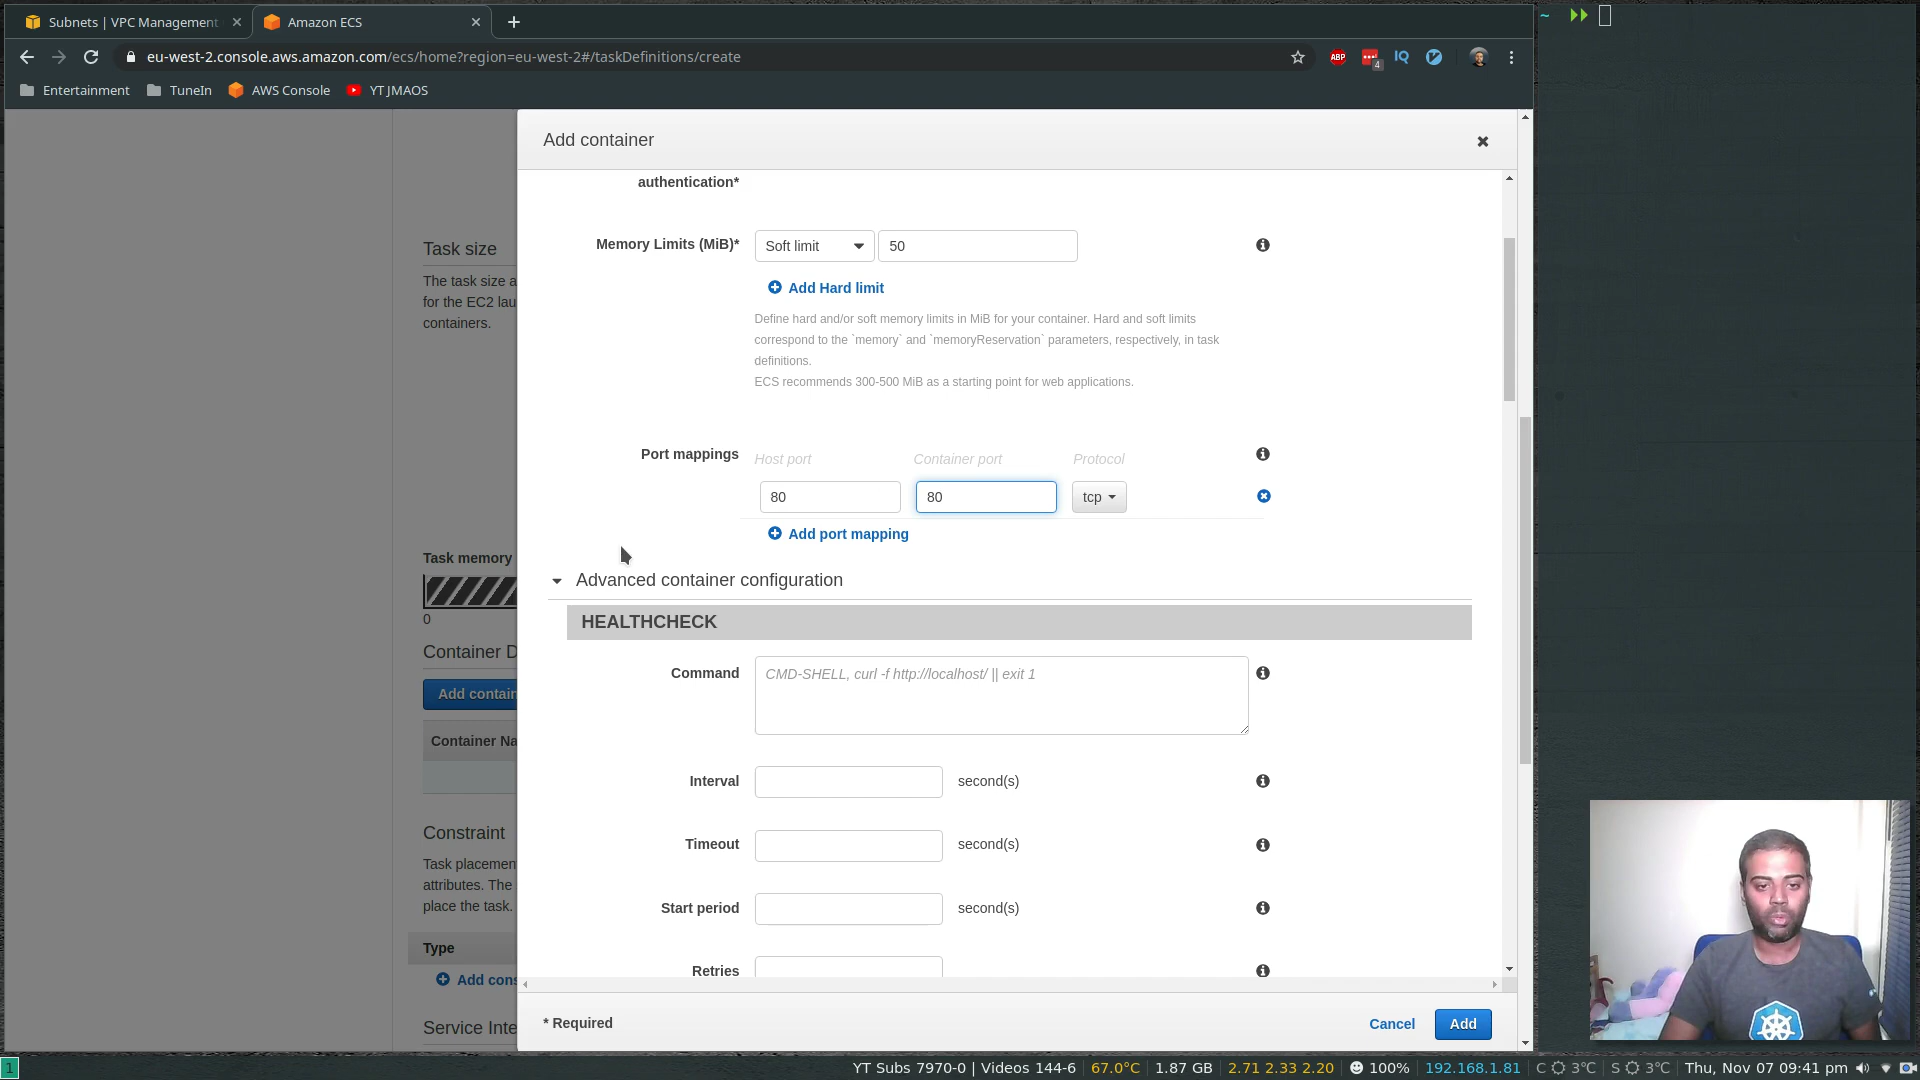 Subnets | VPC Management
Amazon ECS
~
eu-west-2.console.aws.amazon.com/ecs/home?region=eu-west-2#/taskDefinitions/create
ABP
4
IQ
Entertainment
TuneIn
AWS Console
YT JMAOS
Add container
authentication*
Memory Limits (MiB)*
Soft limit
50
Add Hard limit
Define hard and/or soft memory limits in MiB for your container. Hard and soft limits
correspond to the `memory` and `memoryReservation` parameters, respectively, in task
definitions.
ECS recommends 300-500 MiB as a starting point for web applications.
Port mappings
Host port
Container port
Protocol
80
80
tcp
Add port mapping
Advanced container configuration
HEALTHCHECK
Command
CMD-SHELL, curl -f http://localhost/ || exit 1
Interval
second(s)
Timeout
second(s)
Start period
second(s)
Retries
* Required
Cancel
Add
Task size
The task size a
for the EC2 lau
containers.
Task memory
0
Container D
Add contain
Container Na
Constraint
Task placemen
attributes. The
place the task.
Type
Add cons
Service Inte
1
YT Subs 7970-0 | Videos 144-6
67.0°C
1.87 GB
2.71 2.33 2.20
100%
192.168.1.81
C
3℃
S
3℃
Thu, Nov 07 09:41 pm